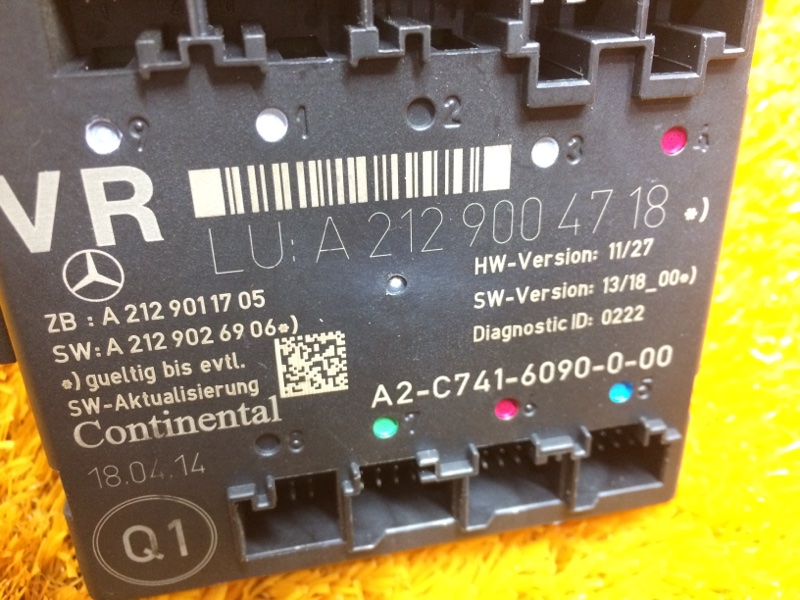 9 1 2 3 4
VR
LU: A 212 900 47 18 *)
HW-Version: 11/27
SW-Version: 13/18_00*)
Diagnostic ID: 0222
ZB : A 212 901 17 05
SW: A 212 902 69 06*)
*) gueltig bis evtl.
SW-Aktualisierung
A2-C741-6090-0-00
Continental
8 7 6 5
18.04.14
Q1